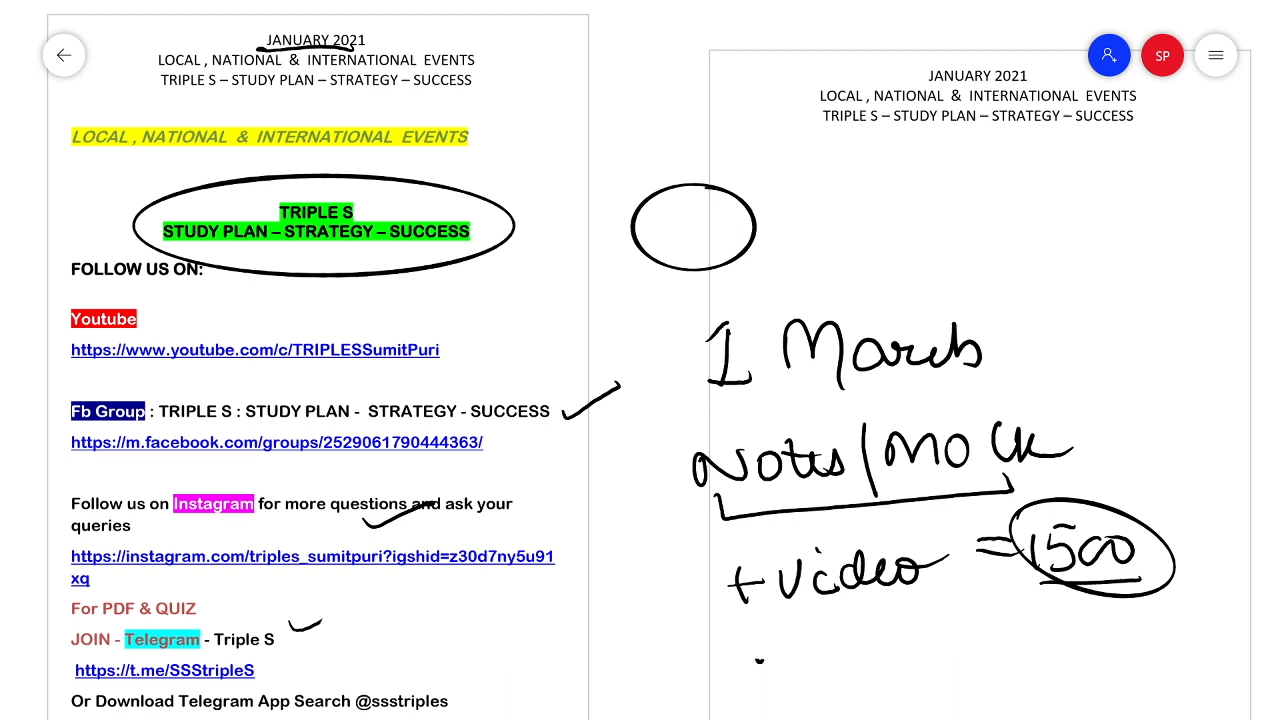 JANUARY 2021
LOCAL , NATIONAL & INTERNATIONAL EVENTS
TRIPLE S – STUDY PLAN – STRATEGY – SUCCESS
LOCAL , NATIONAL & INTERNATIONAL EVENTS
TRIPLE S
STUDY PLAN – STRATEGY – SUCCESS
FOLLOW US ON:
Youtube
https://www.youtube.com/c/TRIPLESSumitPuri
Fb Group : TRIPLE S : STUDY PLAN - STRATEGY - SUCCESS
https://m.facebook.com/groups/2529061790444363/
Follow us on Instagram for more questions and ask your
queries
https://instagram.com/triples_sumitpuri?igshid=z30d7ny5u91
xq
For PDF & QUIZ
JOIN - Telegram - Triple S
https://t.me/SSStripleS
Or Download Telegram App Search @ssstriples
SP
JANUARY 2021
LOCAL , NATIONAL & INTERNATIONAL EVENTS
TRIPLE S – STUDY PLAN – STRATEGY – SUCCESS
1 March
Notes/Mock
+ video = 1500